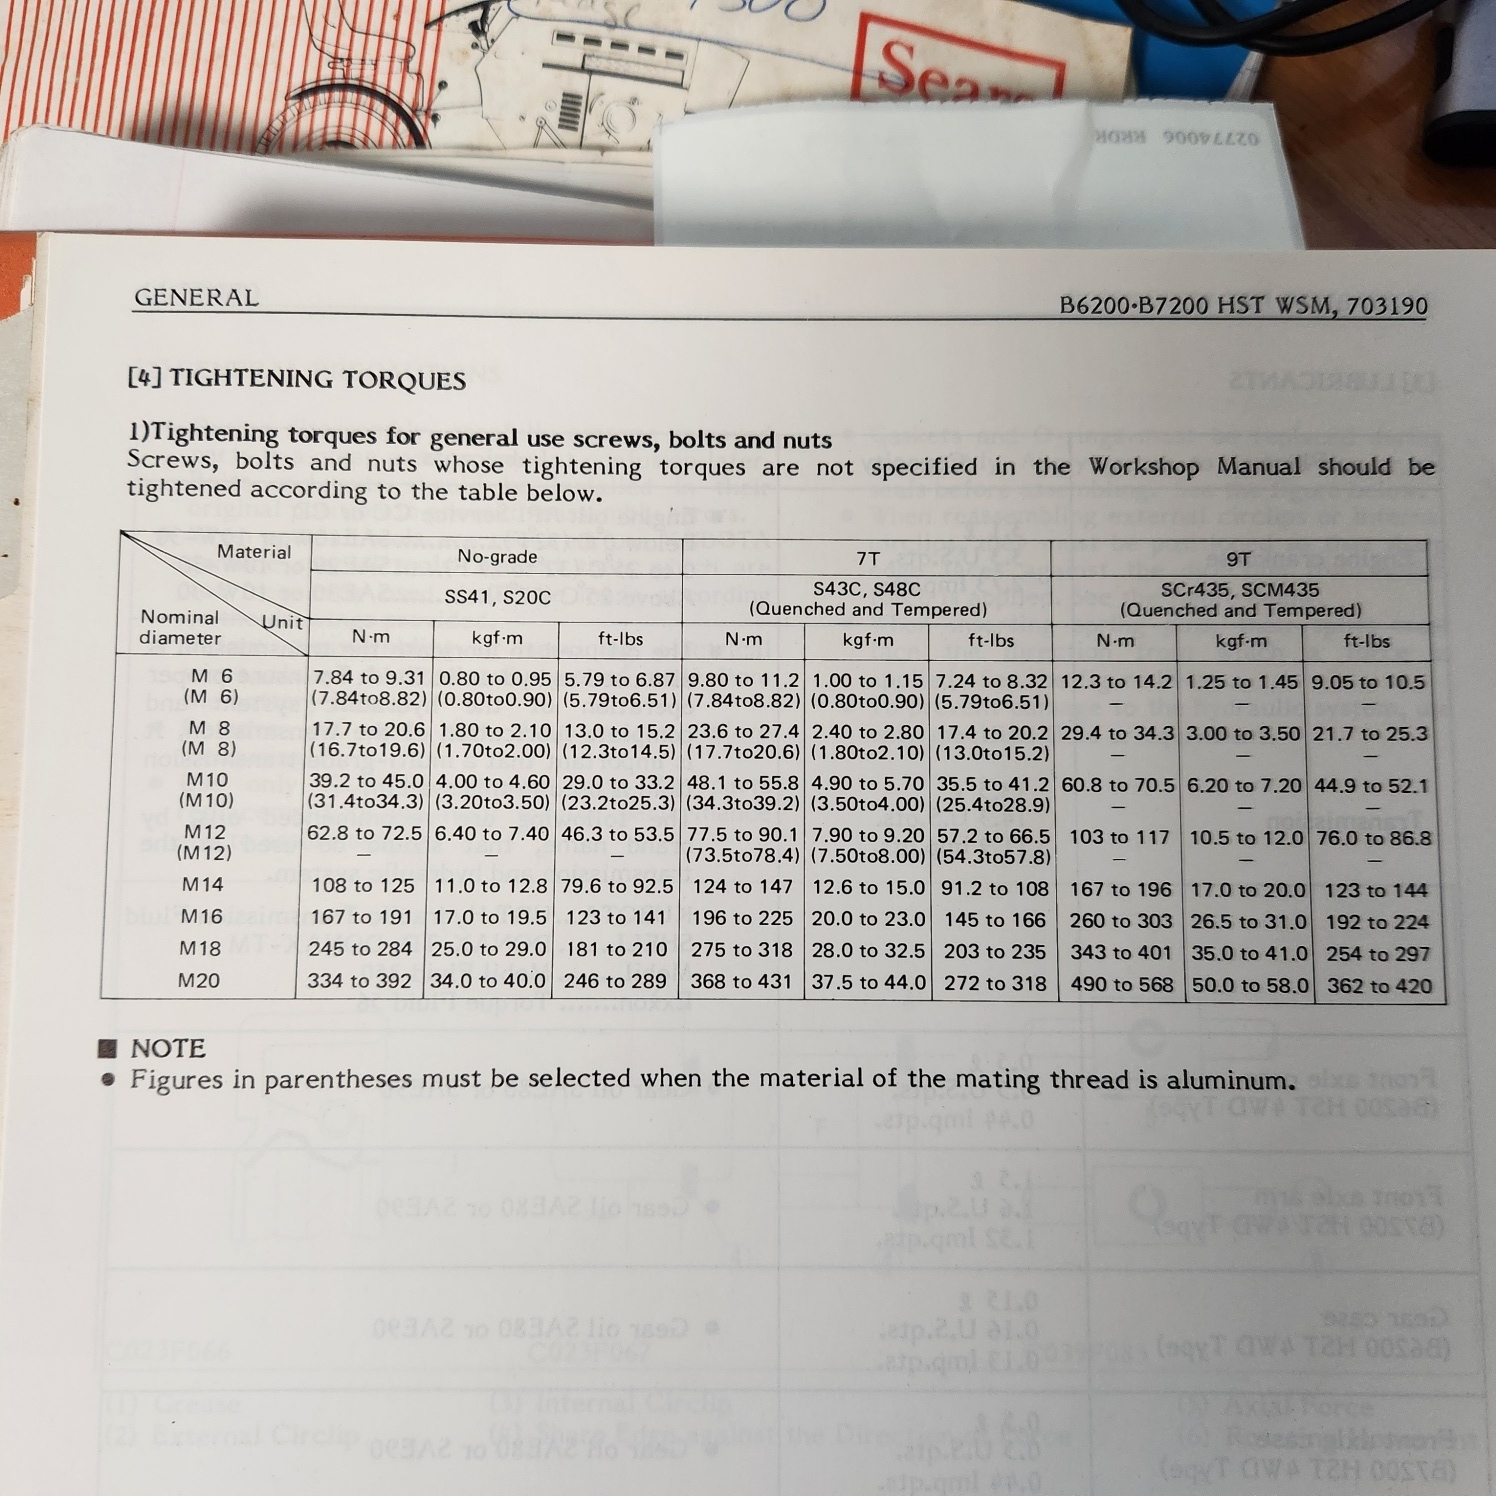 1300
Sears
02774006 RRDR
GENERAL
B6200·B7200 HST WSM, 703190
[4] TIGHTENING TORQUES
1)Tightening torques for general use screws, bolts and nuts
Screws, bolts and nuts whose tightening torques are not specified in the Workshop Manual should be
tightened according to the table below.
Material No-grade 7T 9T
SS41, S20C S43C, S48C (Quenched and Tempered) SCr435, SCM435 (Quenched and Tempered)
Nominal diameter Unit N·m kgf·m ft-lbs N·m kgf·m ft-lbs N·m kgf·m ft-lbs
M 6 7.84 to 9.31 0.80 to 0.95 5.79 to 6.87 9.80 to 11.2 1.00 to 1.15 7.24 to 8.32 12.3 to 14.2 1.25 to 1.45 9.05 to 10.5
(M 6) (7.84to8.82) (0.80to0.90) (5.79to6.51) (7.84to8.82) (0.80to0.90) (5.79to6.51) — — —
M 8 17.7 to 20.6 1.80 to 2.10 13.0 to 15.2 23.6 to 27.4 2.40 to 2.80 17.4 to 20.2 29.4 to 34.3 3.00 to 3.50 21.7 to 25.3
(M 8) (16.7to19.6) (1.70to2.00) (12.3to14.5) (17.7to20.6) (1.80to2.10) (13.0to15.2) — — —
M10 39.2 to 45.0 4.00 to 4.60 29.0 to 33.2 48.1 to 55.8 4.90 to 5.70 35.5 to 41.2 60.8 to 70.5 6.20 to 7.20 44.9 to 52.1
(M10) (31.4to34.3) (3.20to3.50) (23.2to25.3) (34.3to39.2) (3.50to4.00) (25.4to28.9) — — —
M12 62.8 to 72.5 6.40 to 7.40 46.3 to 53.5 77.5 to 90.1 7.90 to 9.20 57.2 to 66.5 103 to 117 10.5 to 12.0 76.0 to 86.8
(M12) — — — (73.5to78.4) (7.50to8.00) (54.3to57.8) — — —
M14 108 to 125 11.0 to 12.8 79.6 to 92.5 124 to 147 12.6 to 15.0 91.2 to 108 167 to 196 17.0 to 20.0 123 to 144
M16 167 to 191 17.0 to 19.5 123 to 141 196 to 225 20.0 to 23.0 145 to 166 260 to 303 26.5 to 31.0 192 to 224
M18 245 to 284 25.0 to 29.0 181 to 210 275 to 318 28.0 to 32.5 203 to 235 343 to 401 35.0 to 41.0 254 to 297
M20 334 to 392 34.0 to 40.0 246 to 289 368 to 431 37.5 to 44.0 272 to 318 490 to 568 50.0 to 58.0 362 to 420
■ NOTE
● Figures in parentheses must be selected when the material of the mating thread is aluminum.